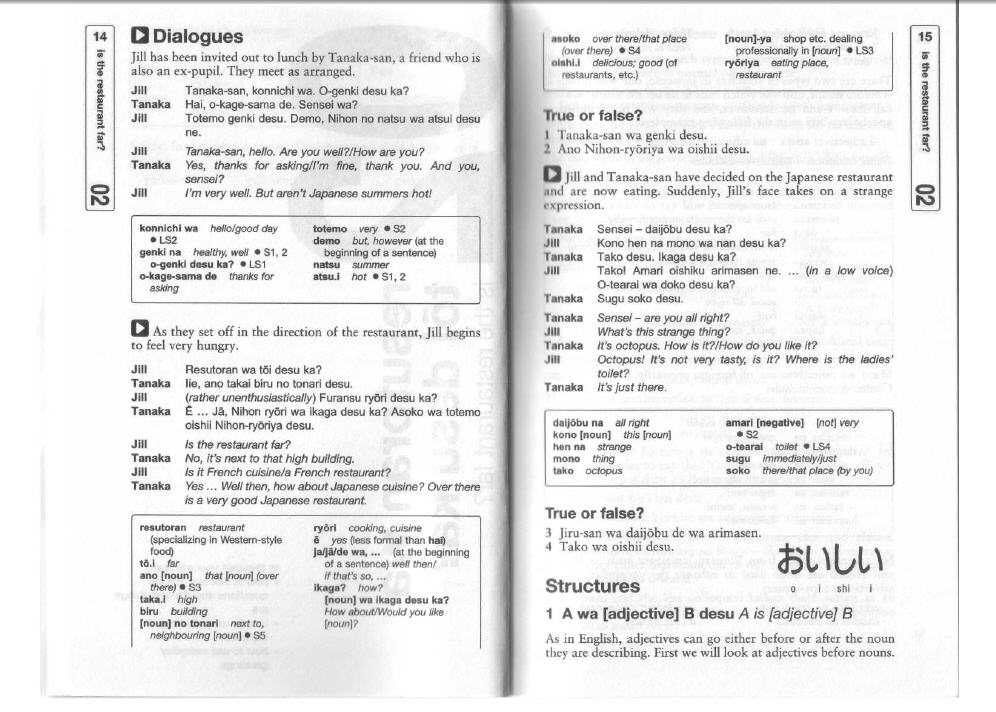 14
is the restaurant far?
02
Dialogues
Jill has been invited out to lunch by Tanaka-san, a friend who is
also an ex-pupil. They meet as arranged.
Jill Tanaka-san, konnichi wa. O-genki desu ka?
Tanaka Hai, o-kage-sama de. Sensei wa?
Jill Totemo genki desu. Demo, Nihon no natsu wa atsui desu
ne.
Jill Tanaka-san, hello. Are you well?/How are you?
Tanaka Yes, thanks for asking/I'm fine, thank you. And you,
sensei?
Jill I'm very well. But aren't Japanese summers hot!
konnichi wa hello/good day
• LS2
genki na healthy, well • S1, 2
o-genki desu ka? • LS1
o-kage-sama de thanks for
asking
totemo very • S2
demo but, however (at the
beginning of a sentence)
natsu summer
atsu.i hot • S1, 2
As they set off in the direction of the restaurant, Jill begins
to feel very hungry.
Jill Resutoran wa tōi desu ka?
Tanaka Iie, ano takai biru no tonari desu.
Jill (rather unenthusiastically) Furansu ryōri desu ka?
Tanaka Ē ... Jā, Nihon ryōri wa ikaga desu ka? Asoko wa totemo
oishii Nihon-ryōriya desu.
Jill Is the restaurant far?
Tanaka No, it's next to that high building.
Jill Is it French cuisine/a French restaurant?
Tanaka Yes ... Well then, how about Japanese cuisine? Over there
is a very good Japanese restaurant.
resutoran restaurant
(specializing in Western-style
food)
tō.i far
ano [noun] that [noun] (over
there) • S3
taka.i high
biru building
[noun] no tonari next to,
neighbouring [noun] • S5
ryōri cooking, cuisine
ē yes (less formal than hai)
ja/jā/de wa, ... (at the beginning
of a sentence) well then/
if that's so, ...
ikaga? how?
[noun] wa ikaga desu ka?
How about/Would you like
[noun]?
asoko over there/that place
(over there) • S4
oishi.i delicious; good (of
restaurants, etc.)
[noun]-ya shop etc. dealing
professionally in [noun] • LS3
ryōriya eating place,
restaurant
15
is the restaurant far?
02
True or false?
1 Tanaka-san wa genki desu.
2 Ano Nihon-ryōriya wa oishii desu.
Jill and Tanaka-san have decided on the Japanese restaurant
and are now eating. Suddenly, Jill's face takes on a strange
expression.
Tanaka Sensei – daijōbu desu ka?
Jill Kono hen na mono wa nan desu ka?
Tanaka Tako desu. Ikaga desu ka?
Jill Tako! Amari oishiku arimasen ne. ... (in a low voice)
O-tearai wa doko desu ka?
Tanaka Sugu soko desu.
Tanaka Sensei – are you all right?
Jill What's this strange thing?
Tanaka It's octopus. How is it?/How do you like it?
Jill Octopus! It's not very tasty, is it? Where is the ladies'
toilet?
Tanaka It's just there.
daijōbu na all right
kono [noun] this [noun]
hen na strange
mono thing
tako octopus
amari [negative] [not] very
• S2
o-tearai toilet • LS4
sugu immediately/just
soko there/that place (by you)
True or false?
3 Jiru-san wa daijōbu de wa arimasen.
4 Tako wa oishii desu.
おいしい
o i shi i
Structures
1 A wa [adjective] B desu A is [adjective] B
As in English, adjectives can go either before or after the noun
they are describing. First we will look at adjectives before nouns.